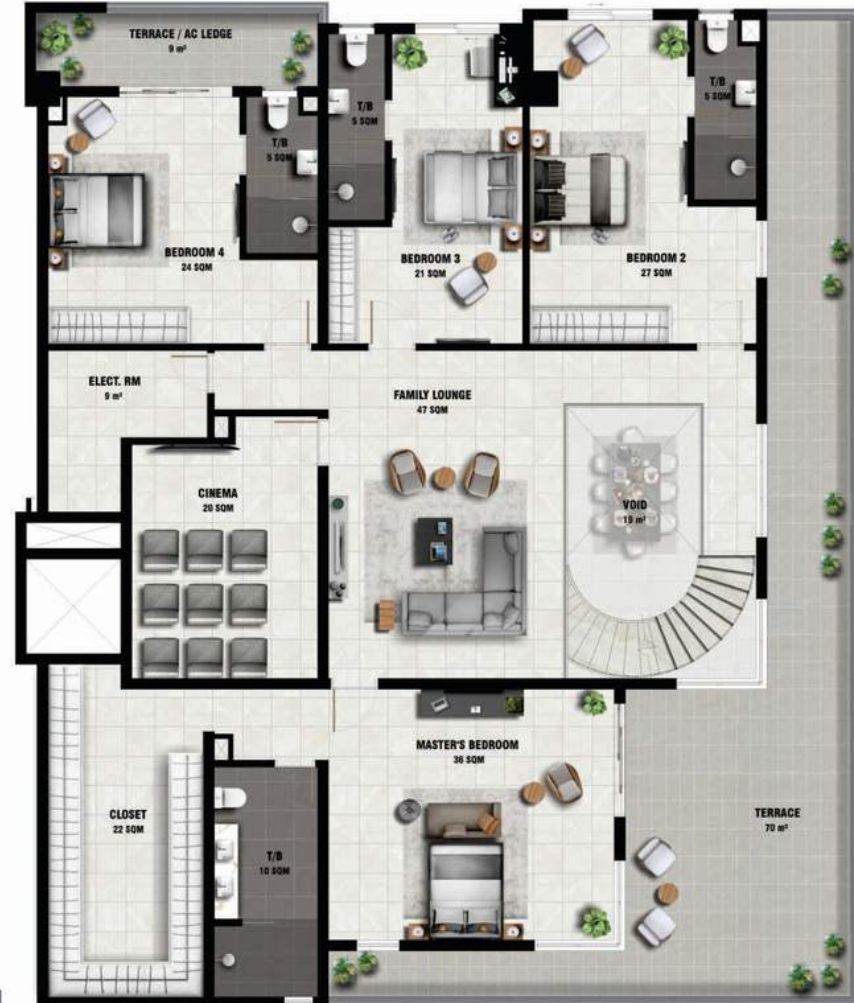 TERRACE / AC LEDGE
9 m²
T/B
5 SQM
T/B
5 SQM
T/B
5 SQM
BEDROOM 4
24 SQM
BEDROOM 3
21 SQM
BEDROOM 2
27 SQM
ELECT. RM
9 m²
FAMILY LOUNGE
47 SQM
CINEMA
20 SQM
VOID
19 m²
MASTER'S BEDROOM
36 SQM
CLOSET
22 SQM
T/B
10 SQM
TERRACE
70 m²